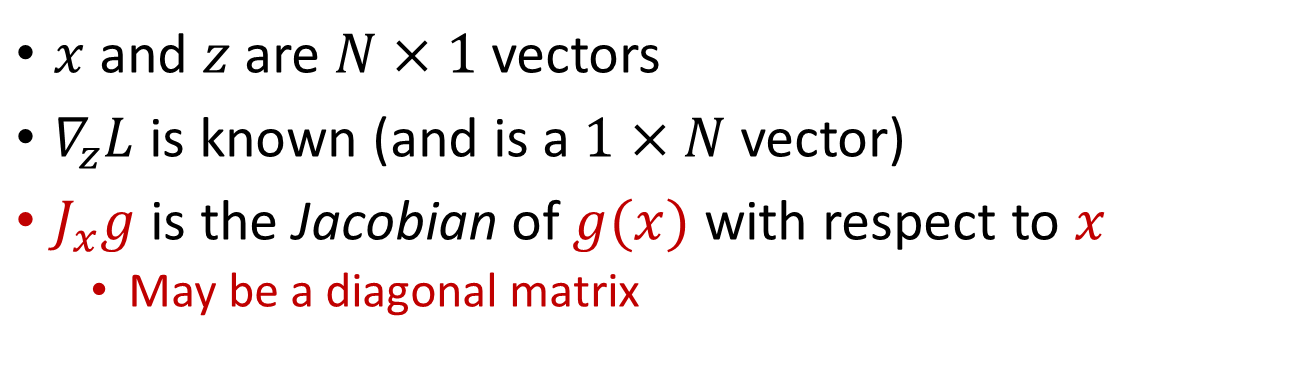 • x and z are N × 1 vectors
• ∇zL is known (and is a 1 × N vector)
• Jxg is the Jacobian of g(x) with respect to x
• May be a diagonal matrix